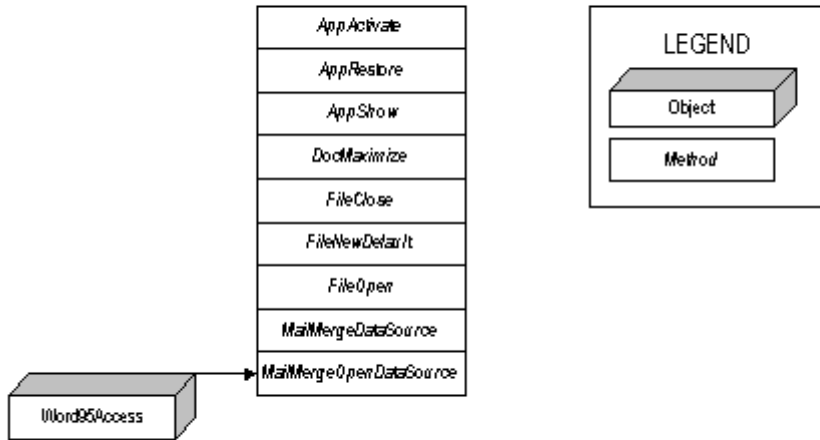 AppActivate
AppRestore
AppShow
DocMaximize
FileClose
FileNewDefault
FileOpen
MailMergeDataSource
MailMergeOpenDataSource
Word95Access
LEGEND
Object
Method